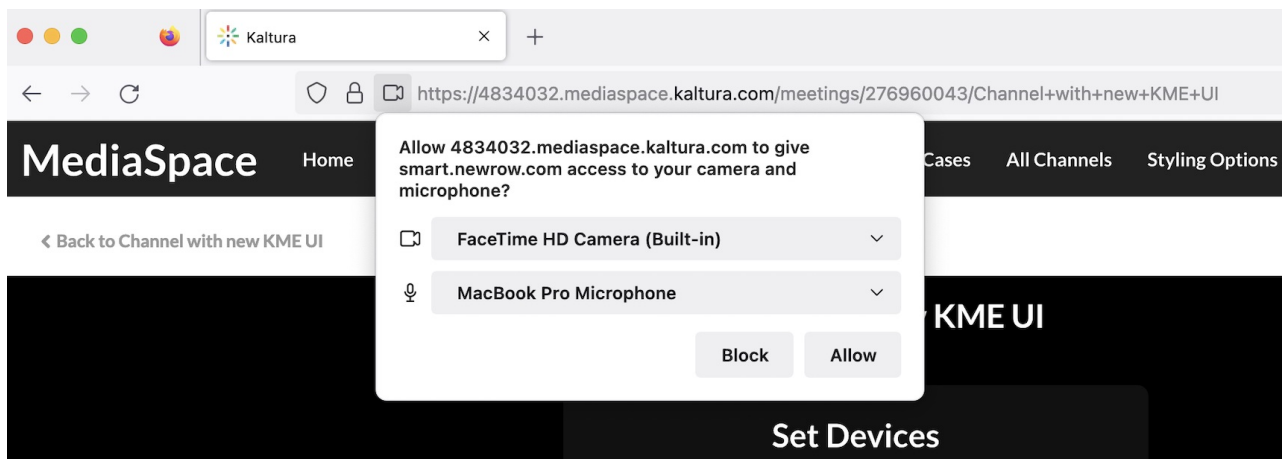 Kaltura
https://4834032.mediaspace.kaltura.com/meetings/276960043/Channel+with+new+KME+UI
MediaSpace Home Cases All Channels Styling Options
Allow 4834032.mediaspace.kaltura.com to give
smart.newrow.com access to your camera and
microphone?
Back to Channel with new KME UI
FaceTime HD Camera (Built-in)
MacBook Pro Microphone
KME UI
Block Allow
Set Devices